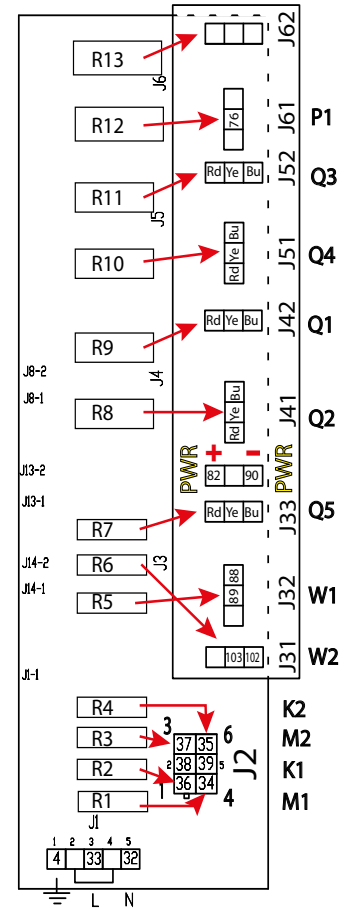 J62
R13
J6
R12
76
J61
P1
R11
Rd Ye Bu
J52
Q3
J5
R10
Rd Ye Bu
J51
Q4
R9
Rd Ye Bu
J42
Q1
J8-2
J4
J8-1
R8
Rd Ye Bu
J41
Q2
PWR
+ -
PWR
J13-2
82 90
J13-1
R7
Rd Ye Bu
J33
Q5
J14-2
R6
J3
J14-1
R5
89 88
J32
W1
103 102
J31
W2
J1-1
R4
K2
3 6
R3
37 35
M2
R2
2 38 39 5
J2
K1
36 34
R1
1 4
M1
J1
1 2 3 4 5
4 33 32
L N